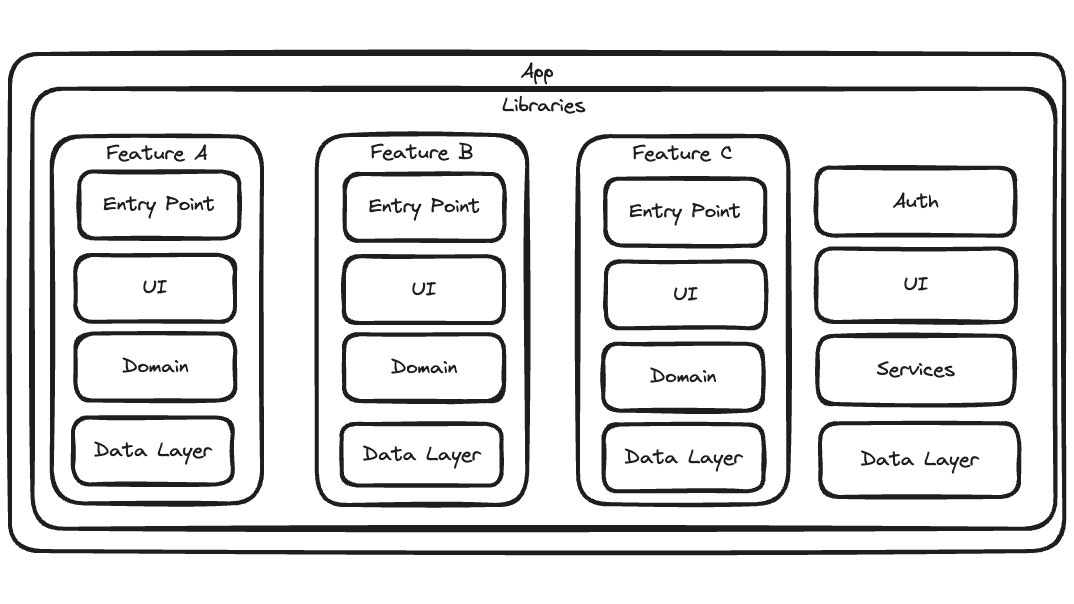 App
Libraries
Feature A
Entry Point
UI
Domain
Data Layer
Feature B
Entry Point
UI
Domain
Data Layer
Feature C
Entry Point
UI
Domain
Data Layer
Auth
UI
Services
Data Layer